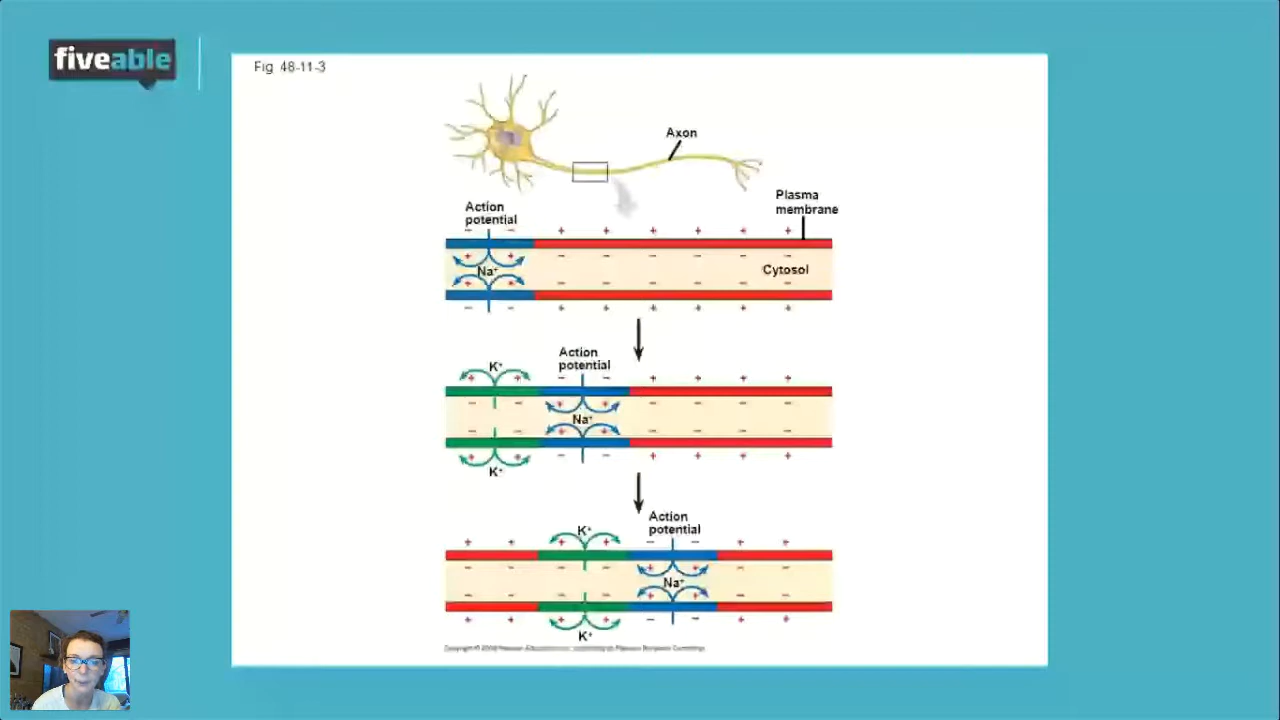 fiveable
Fig 48-11-3
Axon
Plasma
membrane
Action
potential
+ + + + + +
+ +
− − − − − −
Na⁺
Cytosol
+ +
− − − − − −
− −
+ + + + + +
Action
potential
K⁺
+ +
− −
+ + + +
− −
+ +
− − − −
Na⁺
− −
+ +
− − − −
+ +
− −
+ + + +
K⁺
Action
potential
K⁺
+ + + + − − + +
− − − − + + − −
Na⁺
− − − − + + − −
+ + + + − − + +
K⁺